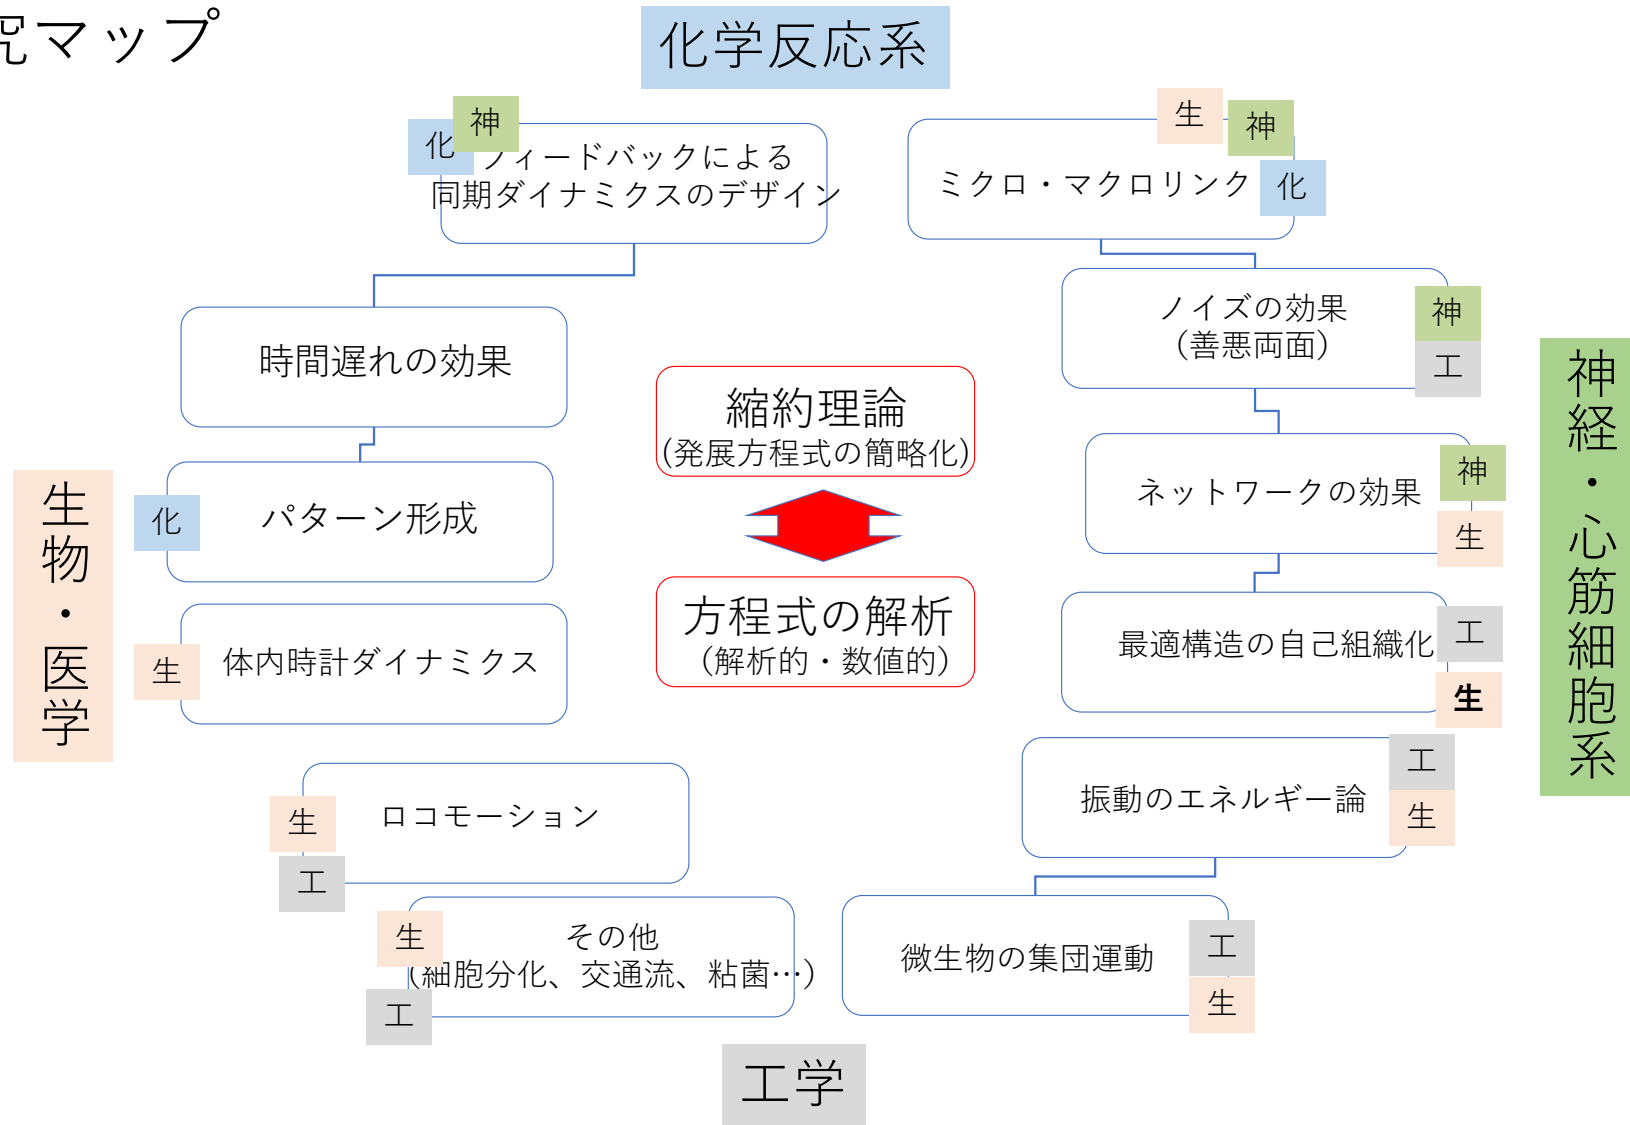 究マップ
化学反応系
神
化
フィードバックによる
同期ダイナミクスのデザイン
生
神
化
ミクロ・マクロリンク
時間遅れの効果
ノイズの効果
（善悪両面）
神
工
縮約理論
（発展方程式の簡略化）
化
パターン形成
ネットワークの効果
神
生
方程式の解析
（解析的・数値的）
生
体内時計ダイナミクス
最適構造の自己組織化
工
生
生物・医学
神経・心筋細胞系
生
工
ロコモーション
振動のエネルギー論
工
生
生
工
その他
（細胞分化、交通流、粘菌…）
微生物の集団運動
工
生
工学